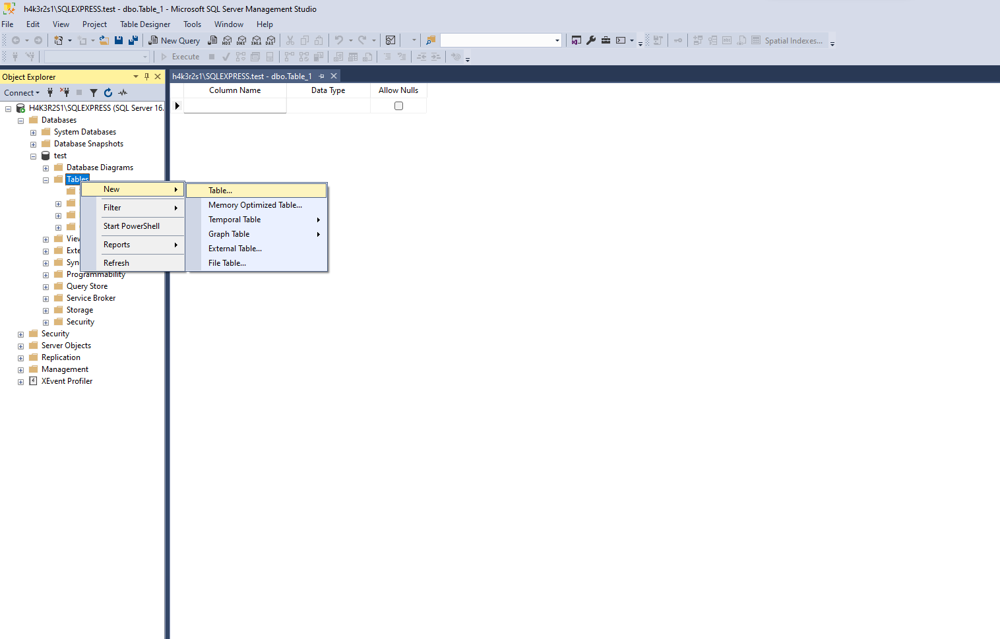 h4k3r2s1\SQLEXPRESS.test - dbo.Table_1 - Microsoft SQL Server Management Studio
File Edit View Project Table Designer Tools Window Help
New Query MDX DMX XMLA DAX Spatial Indexes...
Execute
Object Explorer
Connect
H4K3R2S1\SQLEXPRESS (SQL Server 16.
Databases
System Databases
Database Snapshots
test
Database Diagrams
Tables
Programmability
Query Store
Service Broker
Storage
Security
Security
Server Objects
Replication
Management
XEvent Profiler
New
Filter
Start PowerShell
Reports
Refresh
Table...
Memory Optimized Table...
Temporal Table
Graph Table
External Table...
File Table...
h4k3r2s1\SQLEXPRESS.test - dbo.Table_1
Column Name Data Type Allow Nulls